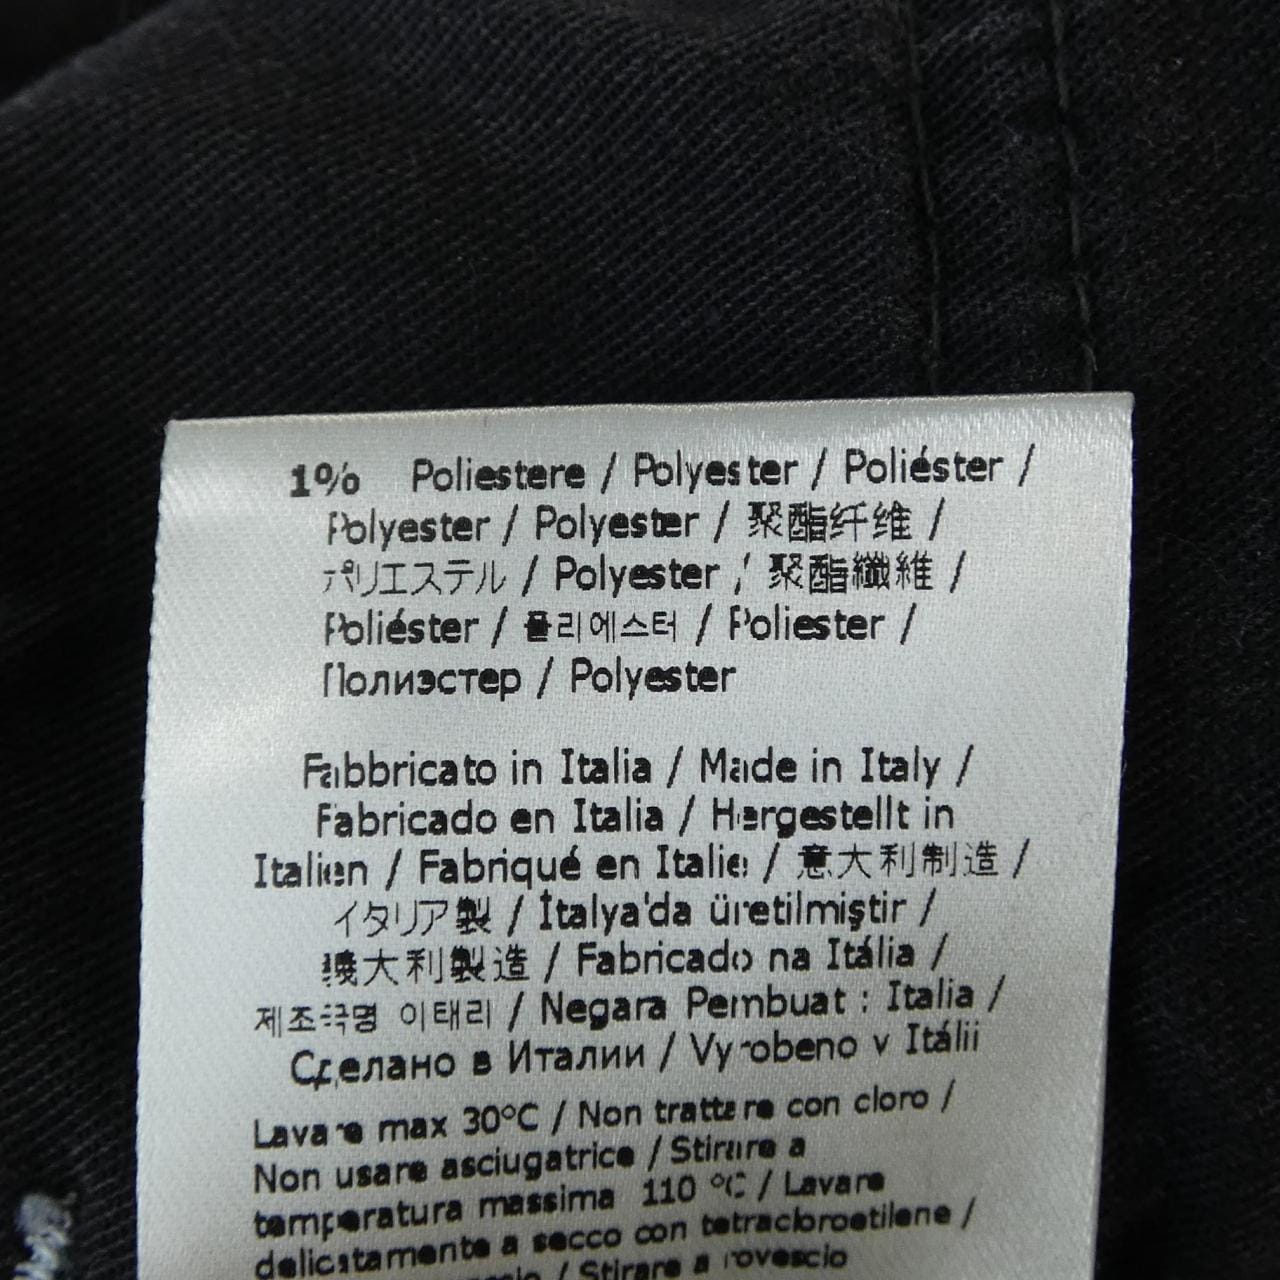 1% Poliestere / Polyester / Poliéster /
Polyester / Polyester / 聚酯纤维 /
パリエステル / Polyester / 聚酯纖維 /
Poliéster / 폴리에스터 / Poliester /
Полиэстер / Polyester
Fabbricato in Italia / Made in Italy /
Fabricado en Italia / Hergestellt in
Italien / Fabriqué en Italie / 意大利制造 /
イタリア製 / İtalya'da üretilmiştir /
義大利製造 / Fabricado na Itália /
제조국명 이태리 / Negara Pembuat : Italia /
Сделано в Италии / Vyrobeno v Itálii
Lavare max 30°C / Non trattare con cloro /
Non usare asciugatrice / Stirare a
temperatura massima 110 °C / Lavare
delicatamente a secco con tetracloroetilene /
/ Stirare a rovescio